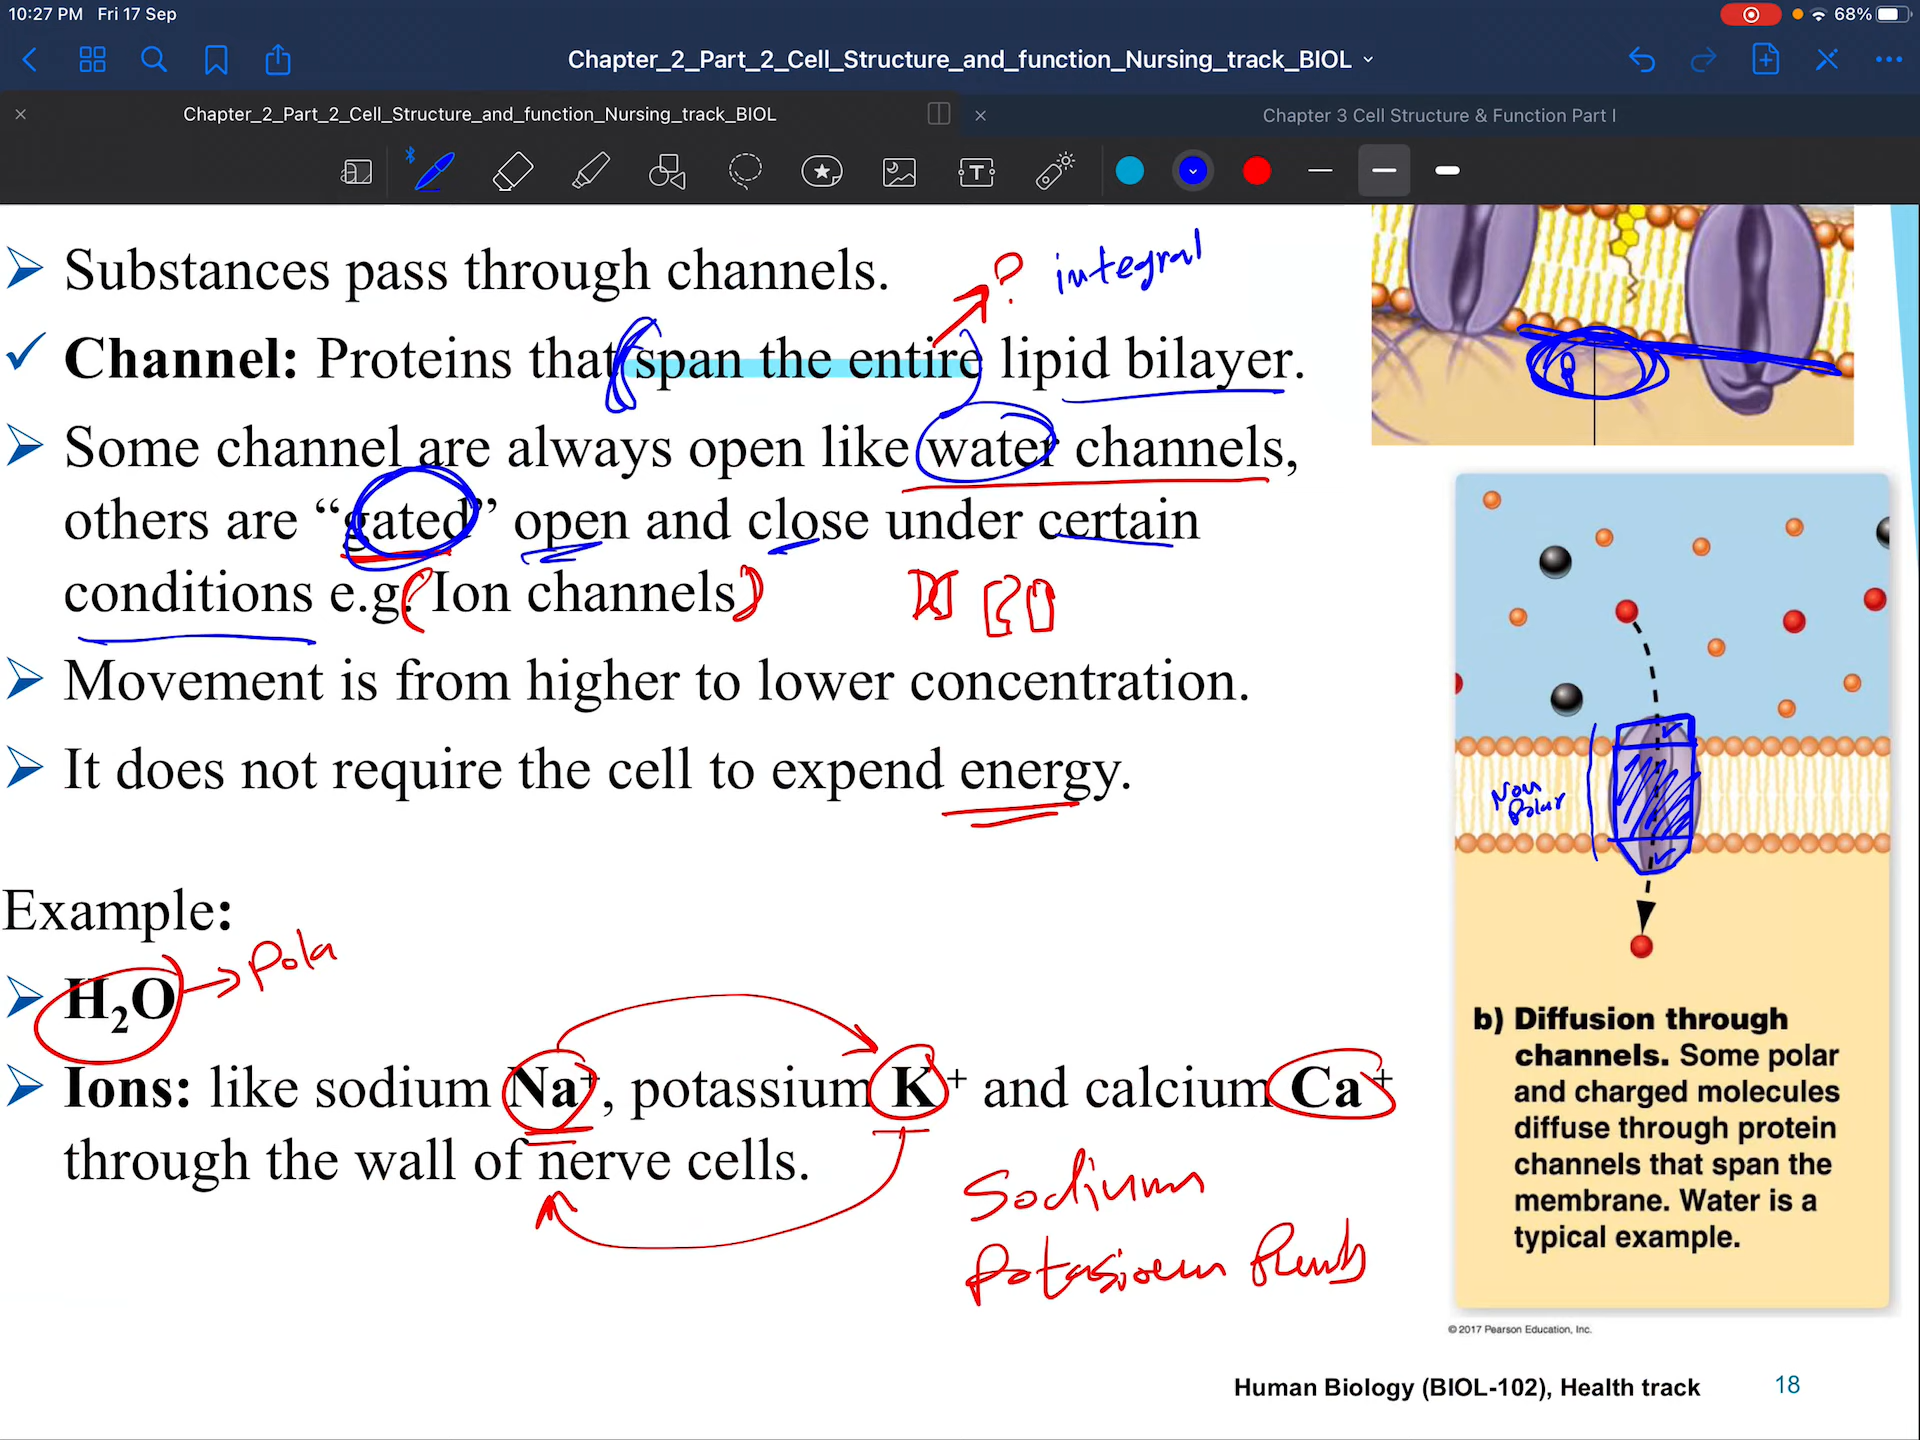 10:27 PM Fri 17 Sep
68%
Chapter_2_Part_2_Cell_Structure_and_function_Nursing_track_BIOL
Chapter_2_Part_2_Cell_Structure_and_function_Nursing_track_BIOL
Chapter 3 Cell Structure & Function Part I
Substances pass through channels.
? integral
Channel: Proteins that span the entire lipid bilayer.
Some channel are always open like water channels,
others are “gated” open and close under certain
conditions e.g. Ion channels
Movement is from higher to lower concentration.
It does not require the cell to expend energy.
Example:
H₂O
Pola
Ions: like sodium Na⁺, potassium K⁺ and calcium Ca⁺
through the wall of nerve cells.
Sodium
Potasioum
Non
Polar
b) Diffusion through
channels. Some polar
and charged molecules
diffuse through protein
channels that span the
membrane. Water is a
typical example.
© 2017 Pearson Education, Inc.
Human Biology (BIOL-102), Health track
18